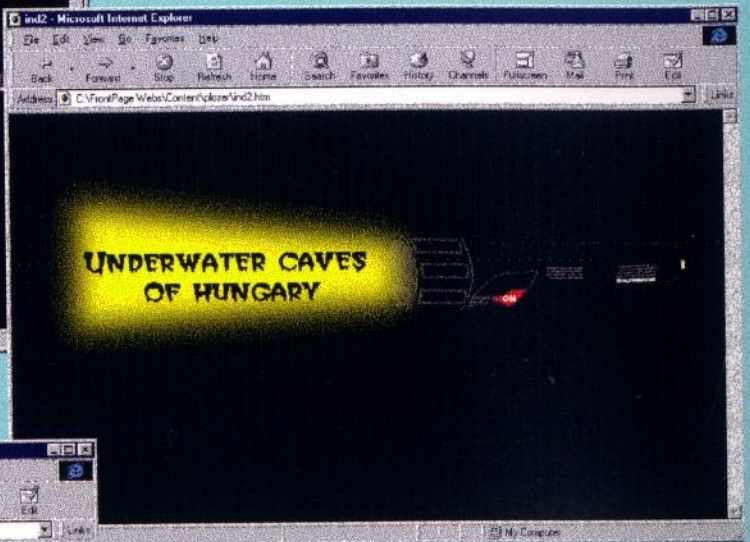 ind2 - Microsoft Internet Explorer
File Edit View Go Favorites Help
Back Forward Stop Refresh Home Search Favorites History Channels Fullscreen Mail Print Edit
Address C:\FrontPage Webs\Content\plozer\ind2.htm Links
UNDERWATER CAVES
OF HUNGARY
ON
Edit
Links
My Computer